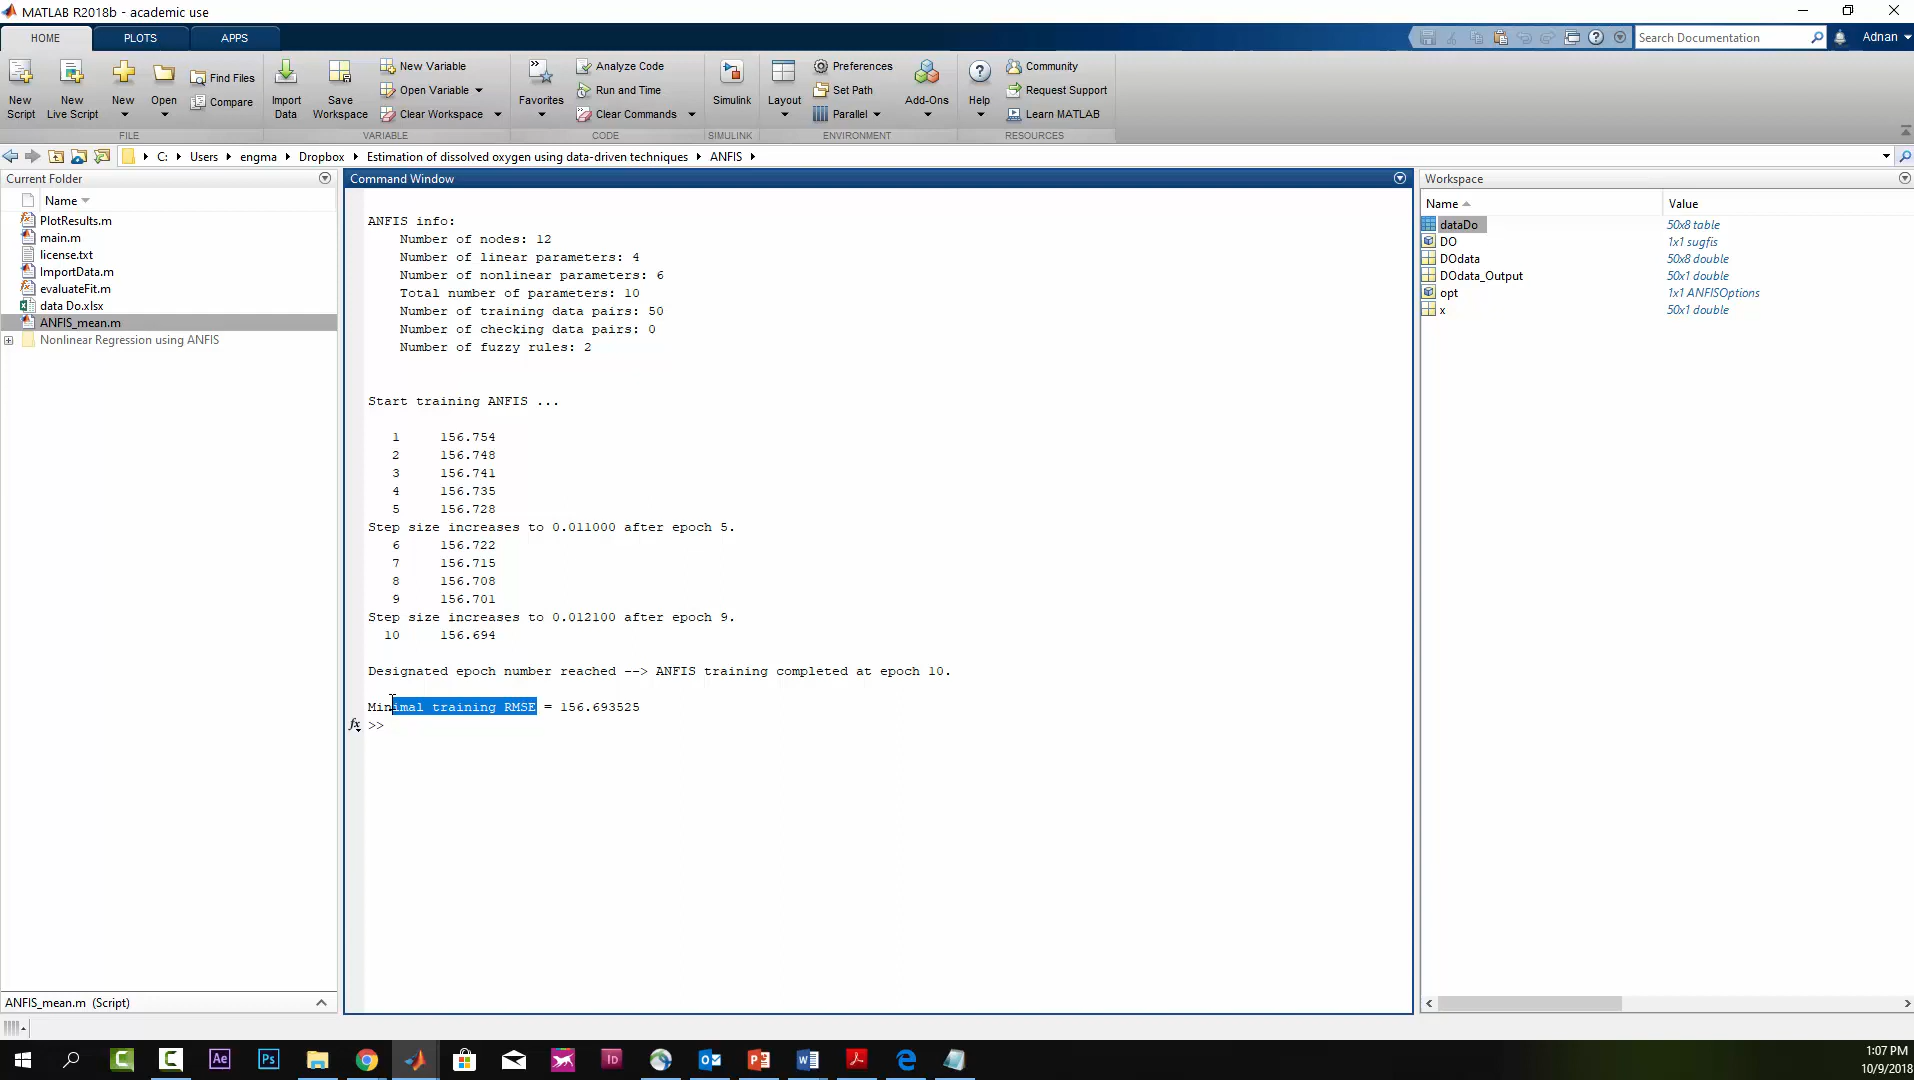 MATLAB R2018b - academic use
HOME PLOTS APPS
Search Documentation
Adnan
New Script
New Live Script
New
Open
Find Files
Compare
Import Data
Save Workspace
New Variable
Open Variable
Clear Workspace
Favorites
Analyze Code
Run and Time
Clear Commands
Simulink
Layout
Preferences
Set Path
Parallel
Add-Ons
Help
Community
Request Support
Learn MATLAB
FILE VARIABLE CODE SIMULINK ENVIRONMENT RESOURCES
C: Users engma Dropbox Estimation of dissolved oxygen using data-driven techniques ANFIS
Current Folder
Name
PlotResults.m
main.m
license.txt
ImportData.m
evaluateFit.m
data Do.xlsx
ANFIS_mean.m
Nonlinear Regression using ANFIS
ANFIS_mean.m (Script)
Command Window
ANFIS info:
Number of nodes: 12
Number of linear parameters: 4
Number of nonlinear parameters: 6
Total number of parameters: 10
Number of training data pairs: 50
Number of checking data pairs: 0
Number of fuzzy rules: 2
Start training ANFIS ...
1 156.754
2 156.748
3 156.741
4 156.735
5 156.728
Step size increases to 0.011000 after epoch 5.
6 156.722
7 156.715
8 156.708
9 156.701
Step size increases to 0.012100 after epoch 9.
10 156.694
Designated epoch number reached --> ANFIS training completed at epoch 10.
Minimal training RMSE = 156.693525
fx >>
Workspace
Name Value
dataDo 50x8 table
DO 1x1 sugfis
DOdata 50x8 double
DOdata_Output 50x1 double
opt 1x1 ANFISOptions
x 50x1 double
Ae
Ps
Id
1:07 PM
10/9/2018